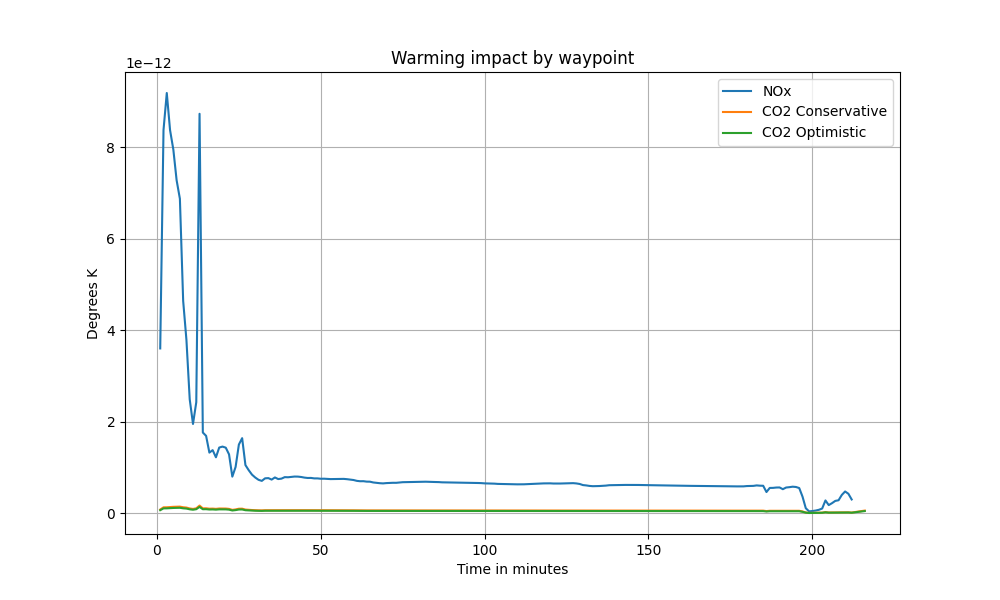 Warming impact by waypoint
1e−12
NOx
CO2 Conservative
CO2 Optimistic
8
6
4
2
0
Degrees K
0 50 100 150 200
Time in minutes